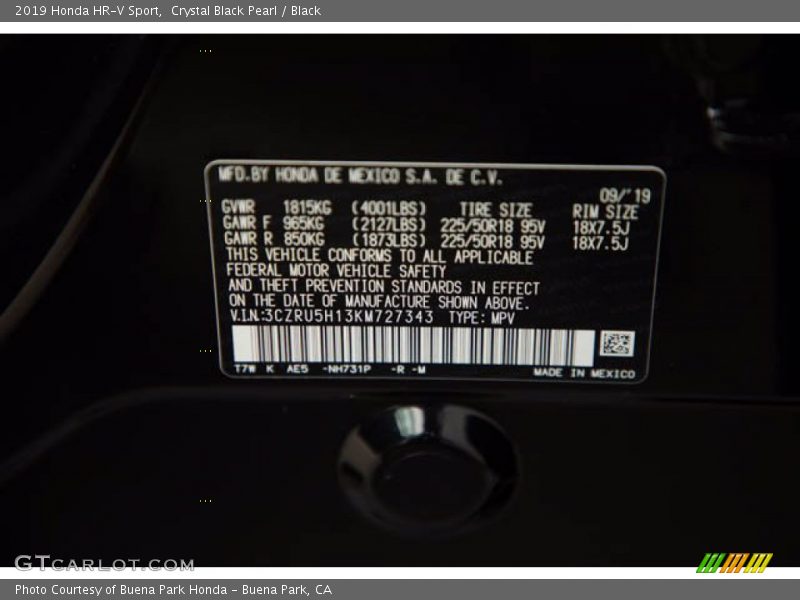 2019 Honda HR-V Sport,  Crystal Black Pearl / Black
MFD.BY HONDA DE MEXICO S.A. DE C.V.
09/'19
GVWR 1815KG (4001LBS) TIRE SIZE RIM SIZE
GAWR F 965KG (2127LBS) 225/50R18 95V 18X7.5J
GAWR R 850KG (1873LBS) 225/50R18 95V 18X7.5J
THIS VEHICLE CONFORMS TO ALL APPLICABLE
FEDERAL MOTOR VEHICLE SAFETY
AND THEFT PREVENTION STANDARDS IN EFFECT
ON THE DATE OF MANUFACTURE SHOWN ABOVE.
V.I.N.:3CZRU5H13KM727343 TYPE: MPV
T7W K AE5 -NH731P -R -M MADE IN MEXICO
GTCARLOT.COM
Photo Courtesy of Buena Park Honda - Buena Park, CA